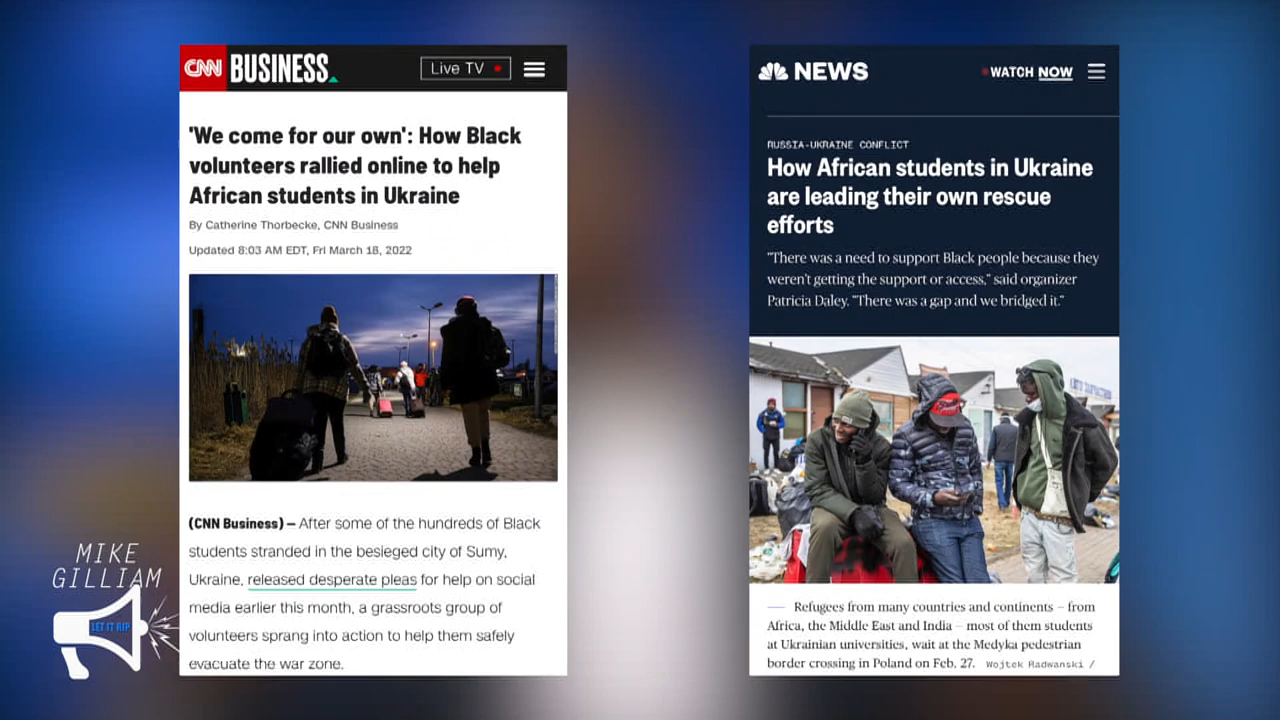 CNN BUSINESS
Live TV
'We come for our own': How Black
volunteers rallied online to help
African students in Ukraine
By Catherine Thorbecke, CNN Business
Updated 8:03 AM EDT, Fri March 18, 2022
(CNN Business) — After some of the hundreds of Black
students stranded in the besieged city of Sumy,
Ukraine, released desperate pleas for help on social
media earlier this month, a grassroots group of
volunteers sprang into action to help them safely
evacuate the war zone.
NEWS
WATCH NOW
RUSSIA-UKRAINE CONFLICT
How African students in Ukraine
are leading their own rescue
efforts
"There was a need to support Black people because they
weren't getting the support or access," said organizer
Patricia Daley. "There was a gap and we bridged it."
— Refugees from many countries and continents – from
Africa, the Middle East and India – most of them students
at Ukrainian universities, wait at the Medyka pedestrian
border crossing in Poland on Feb. 27. Wojtek Radwanski /
MIKE
GILLIAM
LET IT RIP